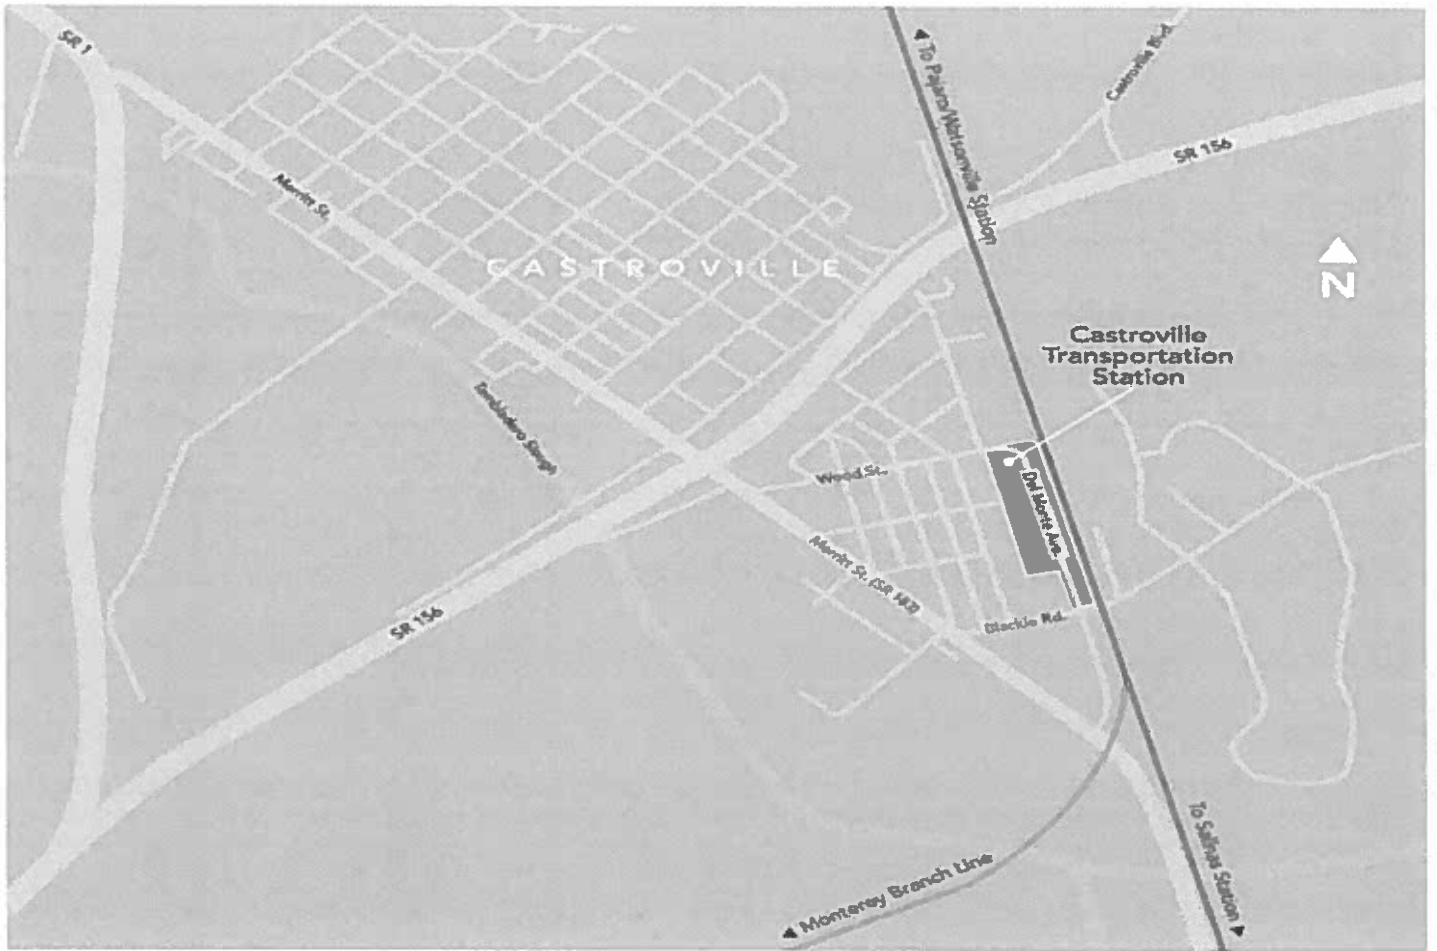 SR 1
To Pajaro/Watsonville Station
Castroville Blvd.
SR 156
Merritt St.
CASTROVILLE
N
Castroville
Transportation
Station
Tembladero Slough
Wood St.
Del Monte Ave.
Merritt St. (SR 183)
Blackie Rd.
SR 156
To Salinas Station
Monterey Branch Line